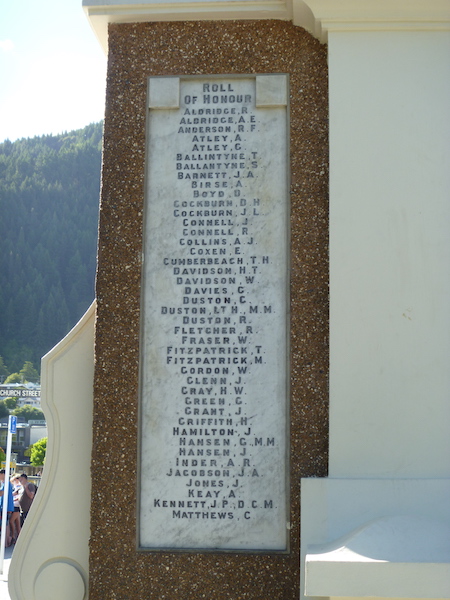 ROLL
OF HONOUR
ALDRIDGE, R.
ALDRIDGE, A.E
ANDERSON, R.F
ATLEY, A.
ATLEY, G.
BALLINTYNE, T
BALLANTYNE, S
BARNETT, J.A.
BIRSE, A.
BOYD, D.
COCKBURN, D.H
COCKBURN, J.L
CONNELL, J
CONNELL, R
COLLINS, A.J
COXEN, E
CUMBERBEACH, T.H
DAVIDSON, H.T.
DAVIDSON, W
DAVIES, G.
DUSTON, C.
DUSTON, LT H., M.M.
DUSTON, R.
FLETCHER, R.
FRASER, W.
FITZPATRICK, T.
FITZPATRICK, M.
GORDON, W
GLENN, J.
GRAY, H.W.
GREEN, G.
GRANT, J
GRIFFITH, H.
HAMILTON, J
HANSEN, G., M.M
HANSEN, J
INDER, A.R.
JACOBSON, J.A.
JONES, J.
KEAY, A.
KENNETT, J.P., D.C.M.
MATTHEWS, C
CHURCH STREET